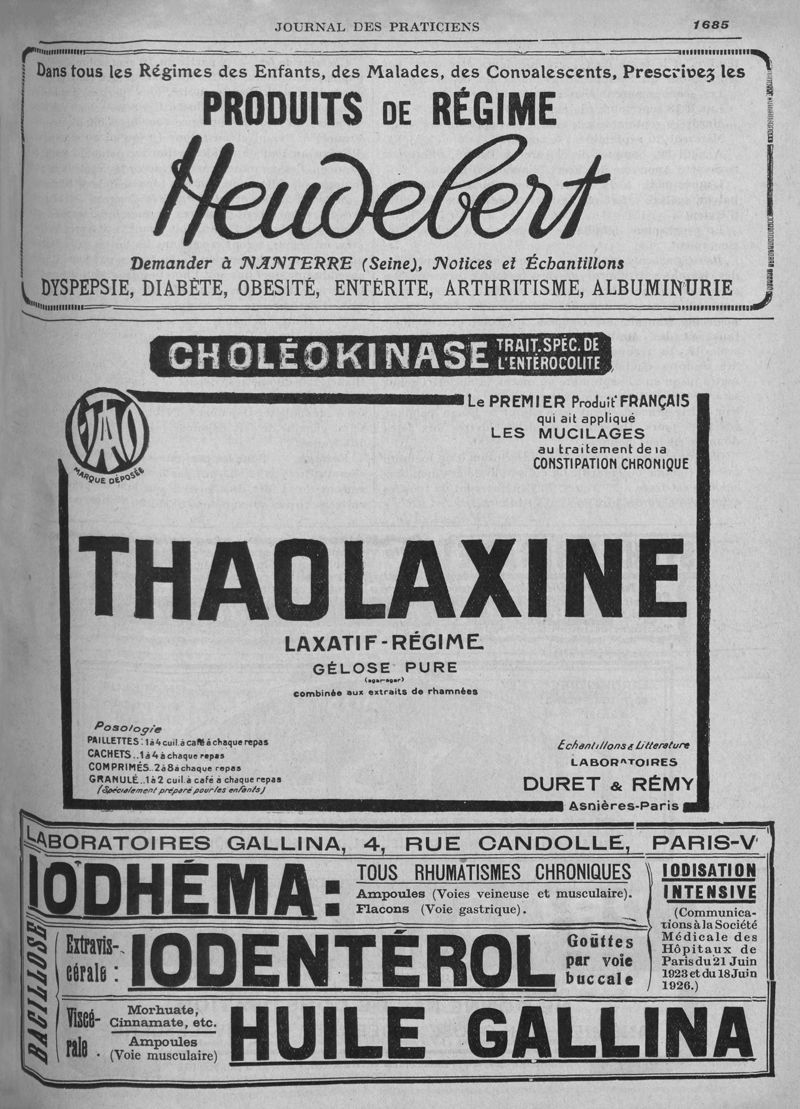 JOURNAL DES PRATICIENS
1685
Dans tous les Régimes des Enfants, des Malades, des Convalescents, Prescrivez les
PRODUITS DE RÉGIME
Heudebert
Demander à NANTERRE (Seine), Notices et Échantillons
DYSPEPSIE, DIABÈTE, OBESITÉ, ENTÉRITE, ARTHRITISME, ALBUMINURIE
CHOLÉOKINASE TRAIT. SPÉC. DE
L'ENTÉROCOLITE
THAO
MARQUE DÉPOSÉE
Le PREMIER Produit FRANÇAIS
qui ait appliqué
LES MUCILAGES
au traitement de la
CONSTIPATION CHRONIQUE
THAOLAXINE
LAXATIF-RÉGIME
GÉLOSE PURE
(agar-agar)
combinée aux extraits de rhamnées
Posologie
PAILLETTES : 1 à 4 cuil. à café à chaque repas
CACHETS .. 1 à 4 à chaque repas
COMPRIMÉS .. 2 à 8 à chaque repas
GRANULÉ .. 1 à 2 cuil. à café à chaque repas
(Spécialement préparé pour les enfants)
Echantillons & Litterature
LABORATOIRES
DURET & RÉMY
Asnières-Paris
LABORATOIRES GALLINA, 4, RUE CANDOLLE, PARIS-V
BACILLOSE
IODHÉMA :
TOUS RHUMATISMES CHRONIQUES
Ampoules (Voies veineuse et musculaire).
Flacons (Voie gastrique).
IODISATION
INTENSIVE
(Communica-
tions à la Société
Médicale des
Hôpitaux de
Paris du 21 Juin
1923 et du 18 Juin
1926.)
Extravis-
cérale :
IODENTÉROL
Goûttes
par voie
buccale
Viscé-
rale .
Morhuate,
Cinnamate, etc.
Ampoules
(Voie musculaire)
HUILE GALLINA